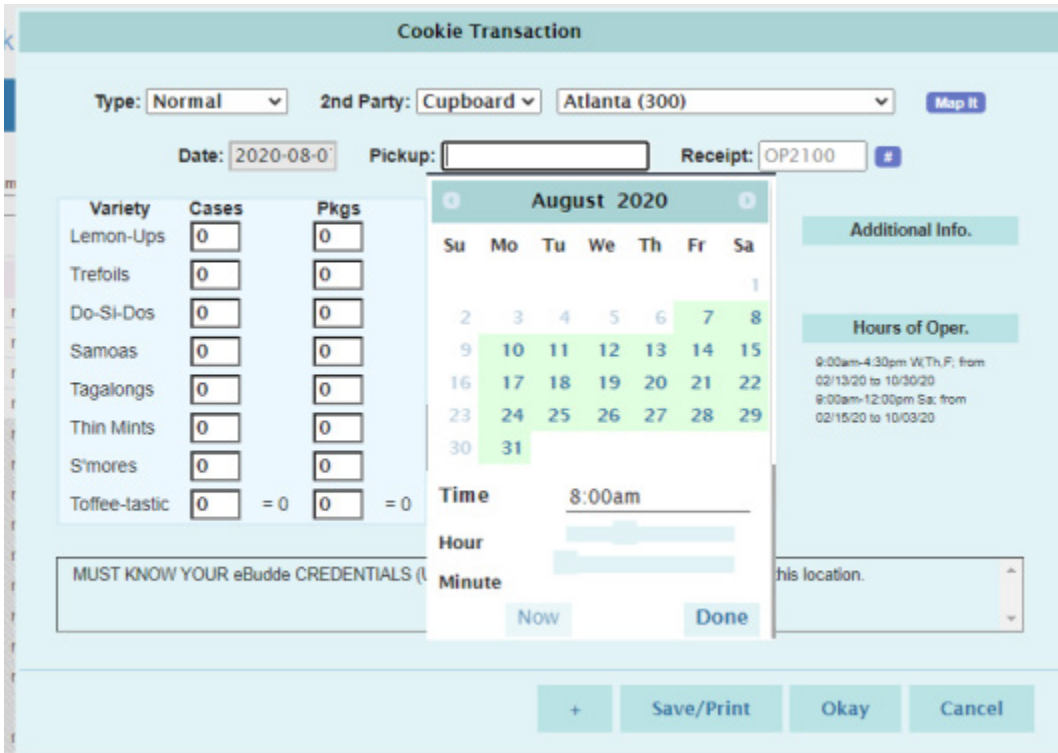 Cookie Transaction
Type: Normal 2nd Party: Cupboard Atlanta (300) Map It
Date: 2020-08-0 Pickup: Receipt: OP2100 #
Variety Cases Pkgs
Lemon-Ups 0 0
Trefoils 0 0
Do-Si-Dos 0 0
Samoas 0 0
Tagalongs 0 0
Thin Mints 0 0
S'mores 0 0
Toffee-tastic 0 = 0 0 = 0
August 2020
Su Mo Tu We Th Fr Sa
1
2 3 4 5 6 7 8
9 10 11 12 13 14 15
16 17 18 19 20 21 22
23 24 25 26 27 28 29
30 31
Time 8:00am
Hour
Minute
Now Done
Additional Info.
Hours of Oper.
9:00am-4:30pm W,Th,F; from
02/13/20 to 10/30/20
9:00am-12:00pm Sa; from
02/15/20 to 10/03/20
MUST KNOW YOUR eBudde CREDENTIALS ( this location.
+ Save/Print Okay Cancel